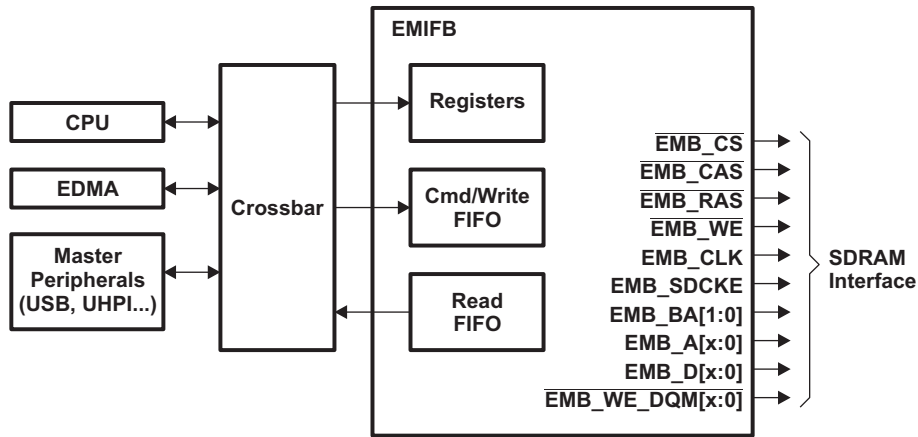 EMIFB
CPU
EDMA
Master
Peripherals
(USB, UHPI...)
Crossbar
Registers
Cmd/Write
FIFO
Read
FIFO
EMB_CS
EMB_CAS
EMB_RAS
EMB_WE
EMB_CLK
EMB_SDCKE
EMB_BA[1:0]
EMB_A[x:0]
EMB_D[x:0]
EMB_WE_DQM[x:0]
SDRAM
Interface